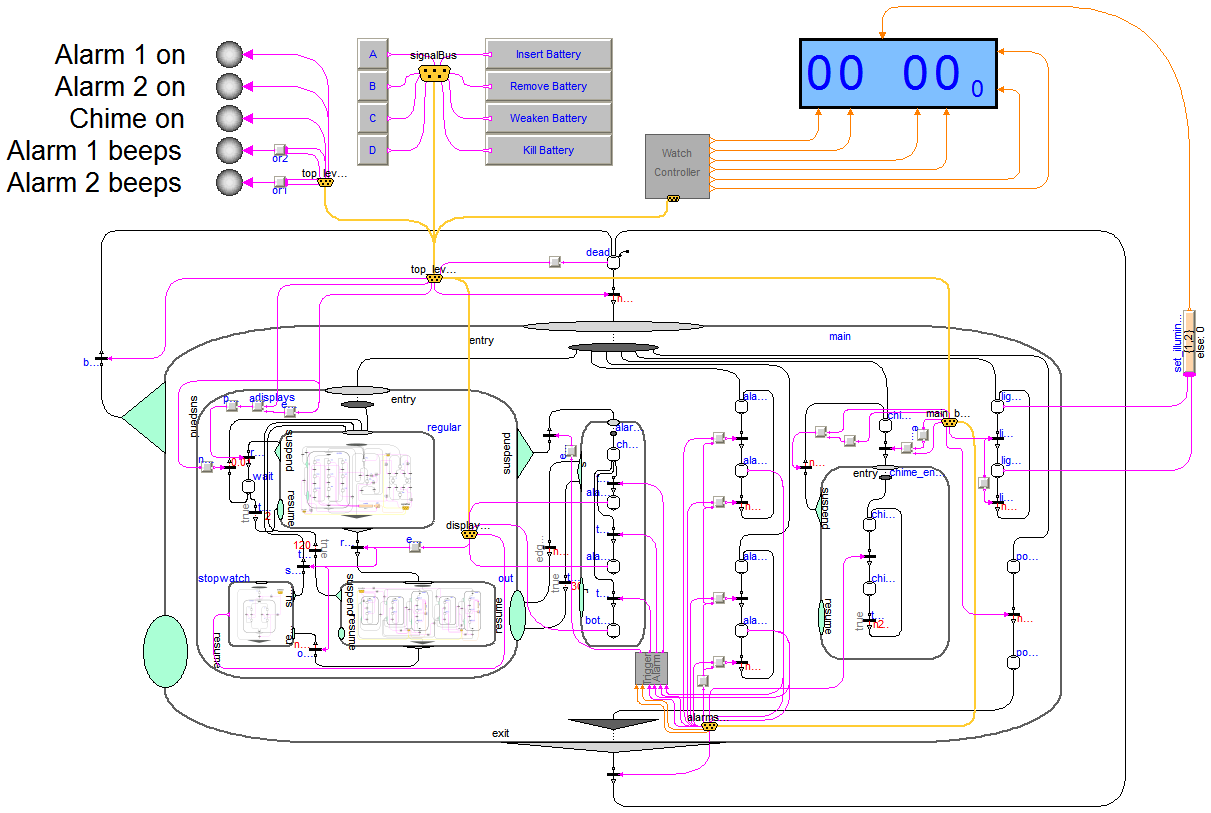 Alarm 1 on
Alarm 2 on
Chime on
Alarm 1 beeps
Alarm 2 beeps
or2
or1
top_lev...
A
B
C
D
signalBus
Insert Battery
Remove Battery
Weaken Battery
Kill Battery
00 00 0
Watch
Controller
dead
top_lev...
n...
b...
entry
main
set_illumin...
{1,2}
else: 0
suspend
p...
a...
displays
e...
entry
regular
suspend
resume
n...
r...
wait
t...
true
2
120
true
t...
s...
r...
e...
display...
stopwatch
resume
n...
o...
suspend
resume
out
resume
suspend
e...
alar...
ch...
s
t...
ala...
t...
ala...
t...
bot...
edg...
n...
true
t...
Trigger
Alarm
ala...
ala...
n...
ala...
ala...
n...
alarms
chi...
e...
main_b...
n...
entry
chime_en...
suspend
resume
chi...
chi...
true
n2...
lig...
li...
lig...
li...
po...
n...
po...
exit